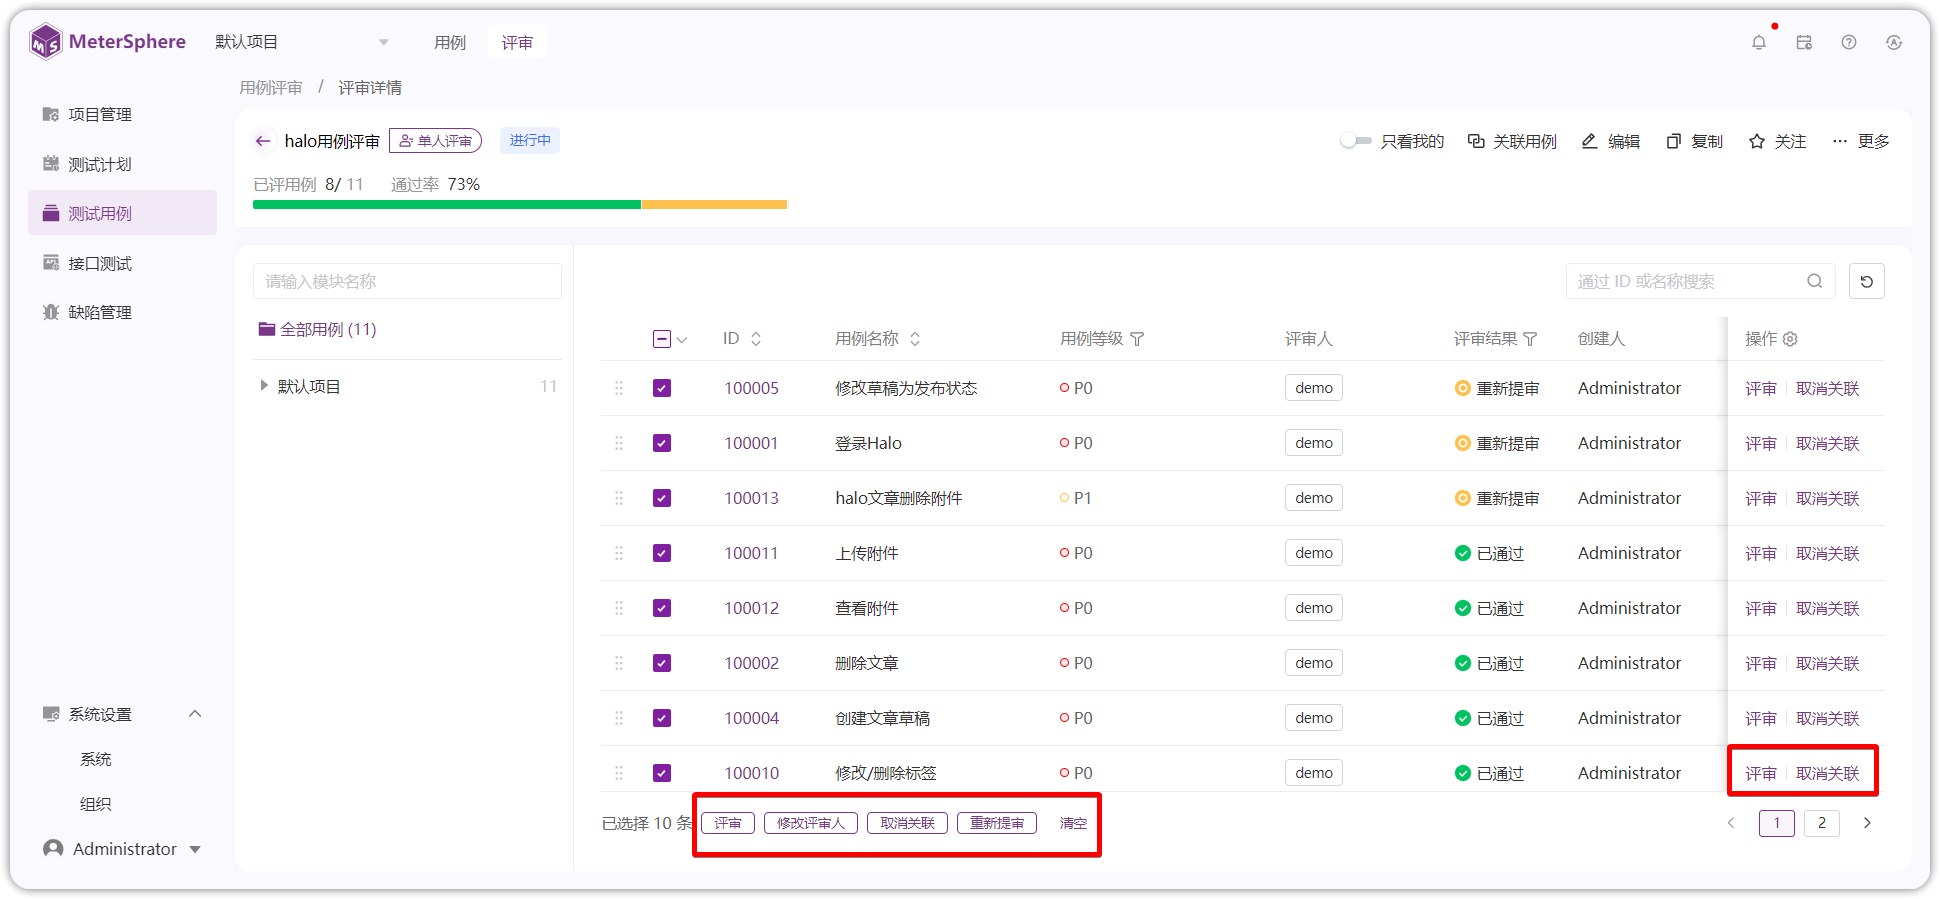 MeterSphere 默认项目 用例 评审
用例评审 / 评审详情
项目管理
测试计划
测试用例
接口测试
缺陷管理
系统设置
系统
组织
Administrator
halo用例评审 单人评审 进行中
只看我的 关联用例 编辑 复制 关注 更多
已评用例 8/ 11 通过率 73%
请输入模块名称
全部用例 (11)
默认项目 11
通过 ID 或名称搜索
ID 用例名称 用例等级 评审人 评审结果 创建人 操作
100005 修改草稿为发布状态 P0 demo 重新提审 Administrator 评审 取消关联
100001 登录Halo P0 demo 重新提审 Administrator 评审 取消关联
100013 halo文章删除附件 P1 demo 重新提审 Administrator 评审 取消关联
100011 上传附件 P0 demo 已通过 Administrator 评审 取消关联
100012 查看附件 P0 demo 已通过 Administrator 评审 取消关联
100002 删除文章 P0 demo 已通过 Administrator 评审 取消关联
100004 创建文章草稿 P0 demo 已通过 Administrator 评审 取消关联
100010 修改/删除标签 P0 demo 已通过 Administrator 评审 取消关联
已选择 10 条 评审 修改评审人 取消关联 重新提审 清空 1 2